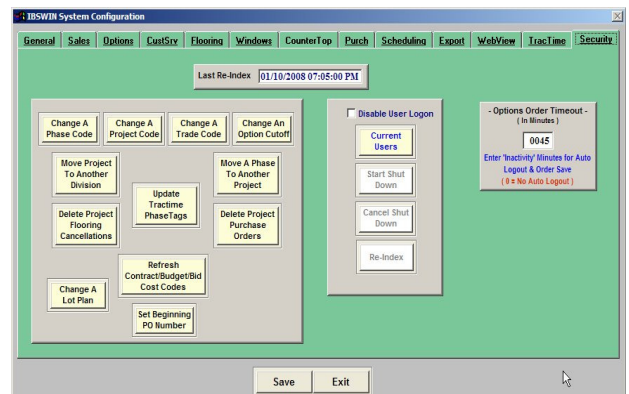 IBSWIN System Configuration
General Sales Options CustSrv Flooring Windows CounterTop Purch Scheduling Export WebView TracTime Security
Last Re-Index 01/10/2008 07:05:00 PM
Change A
Phase Code
Change A
Project Code
Change A
Trade Code
Change An
Option Cutoff
Move Project
To Another
Division
Move A Phase
To Another
Project
Update
Tractime
PhaseTags
Delete Project
Flooring
Cancellations
Delete Project
Purchase
Orders
Refresh
Contract/Budget/Bid
Cost Codes
Change A
Lot Plan
Set Beginning
PO Number
Disable User Logon
Current
Users
Start Shut
Down
Cancel Shut
Down
Re-Index
- Options Order Timeout -
( In Minutes )
0045
Enter 'Inactivity' Minutes for Auto
Logout & Order Save
( 0 = No Auto Logout )
Save Exit